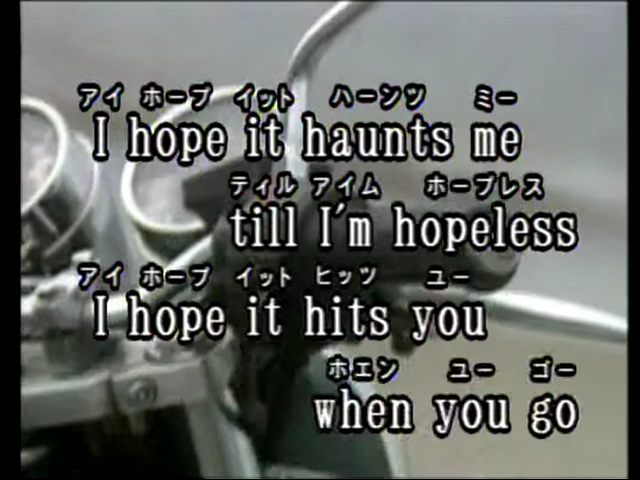 アイ ホープ イット ハーンツ ミー
I hope it haunts me
ティル アイム ホープレス
till I'm hopeless
アイ ホープ イット ヒッツ ユー
I hope it hits you
ホエン ユー ゴー
when you go